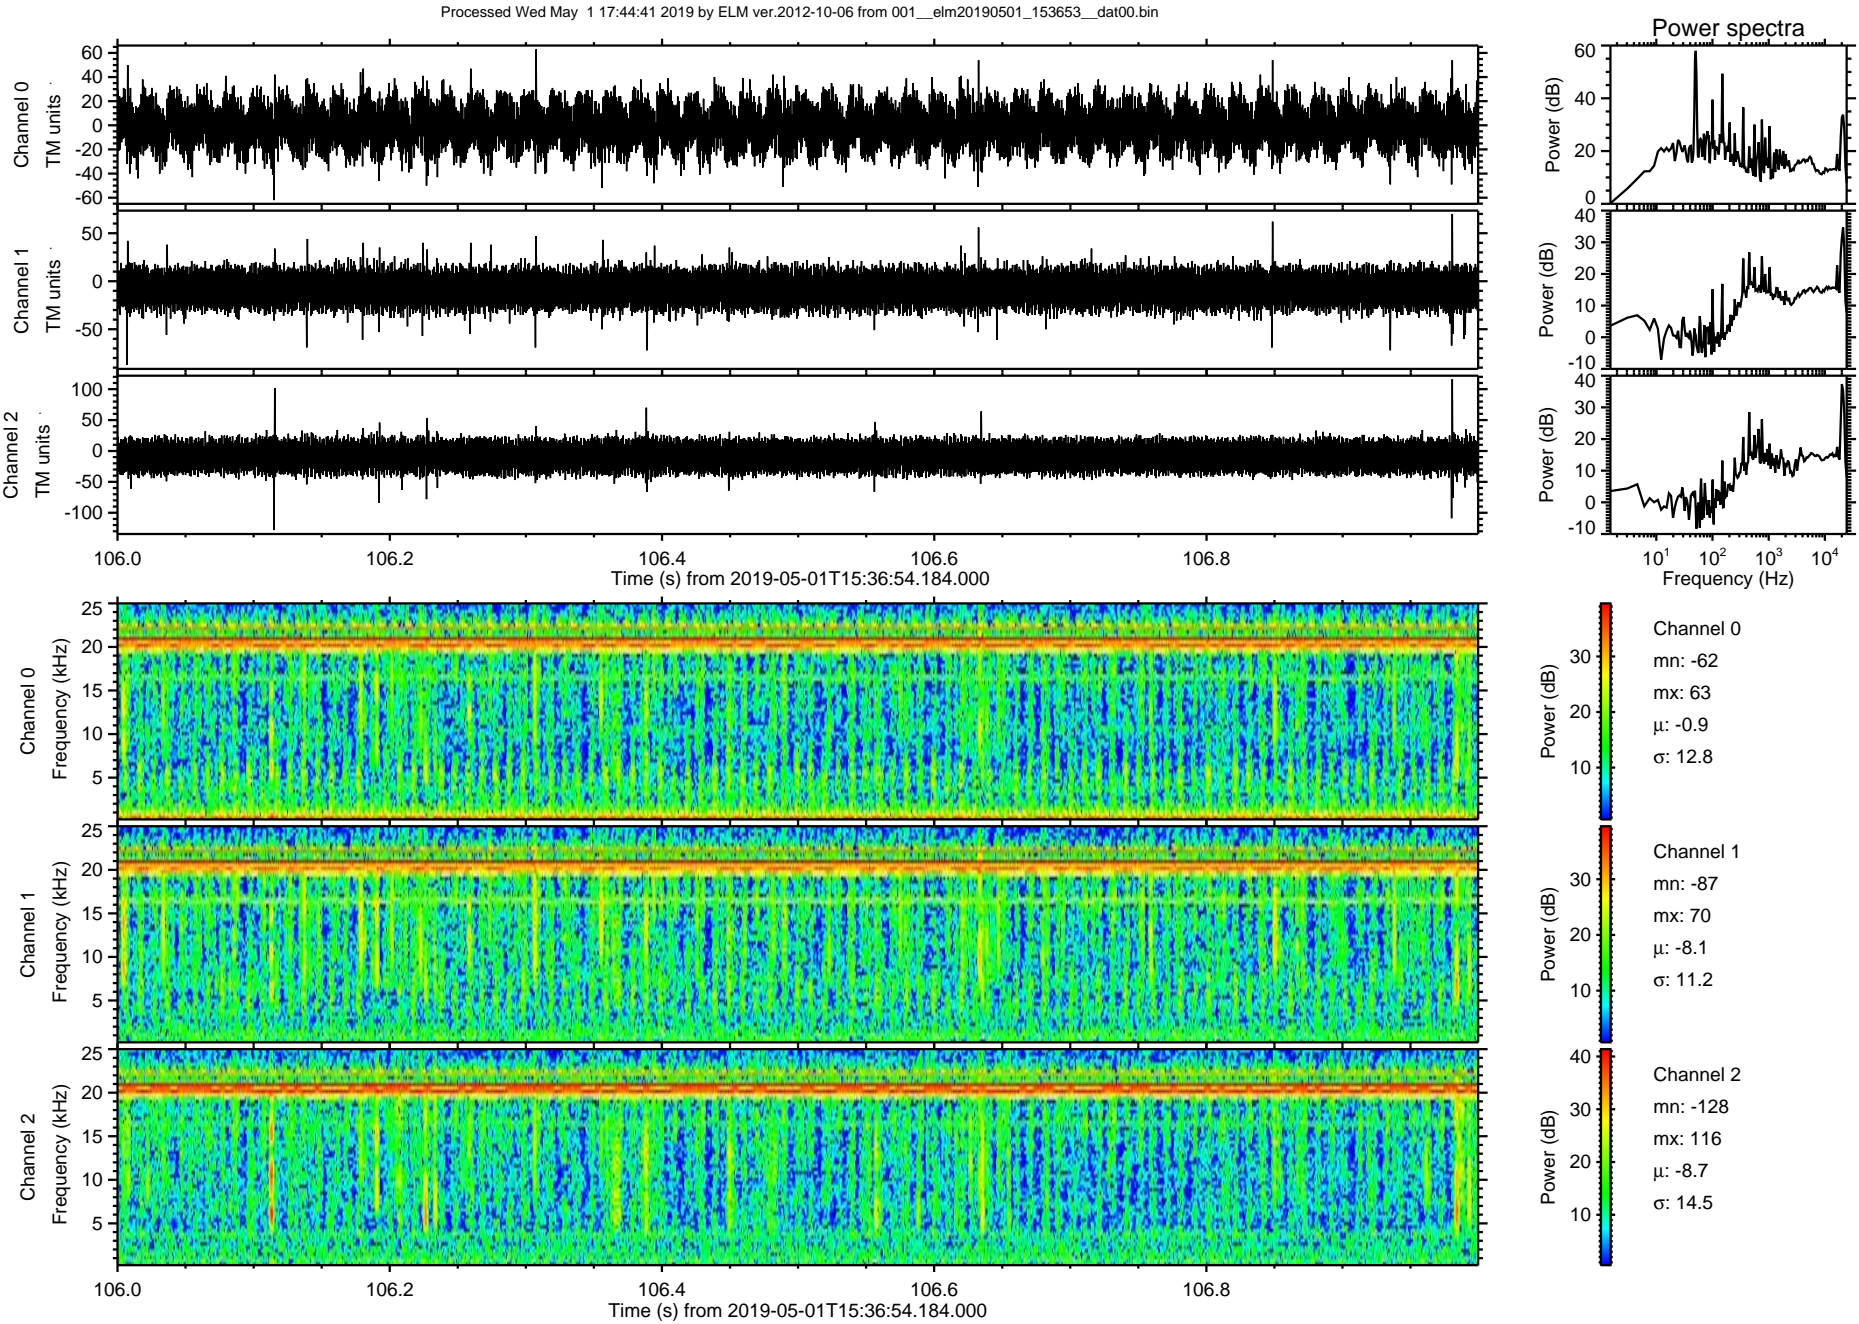 Processed Wed May 1 17:44:41 2019 by ELM ver.2012-10-06 from 001__elm20190501_153653__dat00.bin
Power spectra
Channel 0
TM units
60
40
20
0
-20
-40
-60
Power (dB)
60
40
20
0
Channel 1
TM units
50
0
-50
Power (dB)
40
30
20
10
0
-10
Channel 2
TM units
100
50
0
-50
-100
Power (dB)
40
30
20
10
0
-10
106.0 106.2 106.4 106.6 106.8
Time (s) from 2019-05-01T15:36:54.184.000
10^1 10^2 10^3 10^4
Frequency (Hz)
Channel 0
Frequency (kHz)
25
20
15
10
5
Power (dB)
30
20
10
Channel 0
mn: -62
mx: 63
μ: -0.9
σ: 12.8
Channel 1
Frequency (kHz)
25
20
15
10
5
Power (dB)
30
20
10
Channel 1
mn: -87
mx: 70
μ: -8.1
σ: 11.2
Channel 2
Frequency (kHz)
25
20
15
10
5
Power (dB)
40
30
20
10
Channel 2
mn: -128
mx: 116
μ: -8.7
σ: 14.5
106.0 106.2 106.4 106.6 106.8
Time (s) from 2019-05-01T15:36:54.184.000